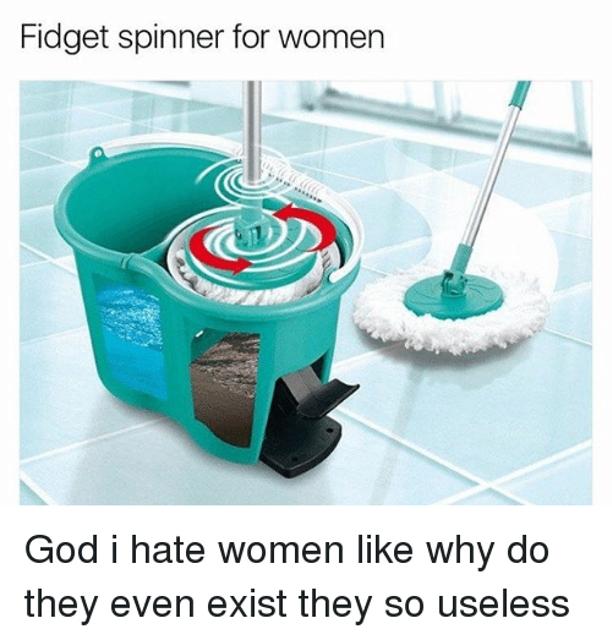 Fidget spinner for women
God i hate women like why do
they even exist they so useless